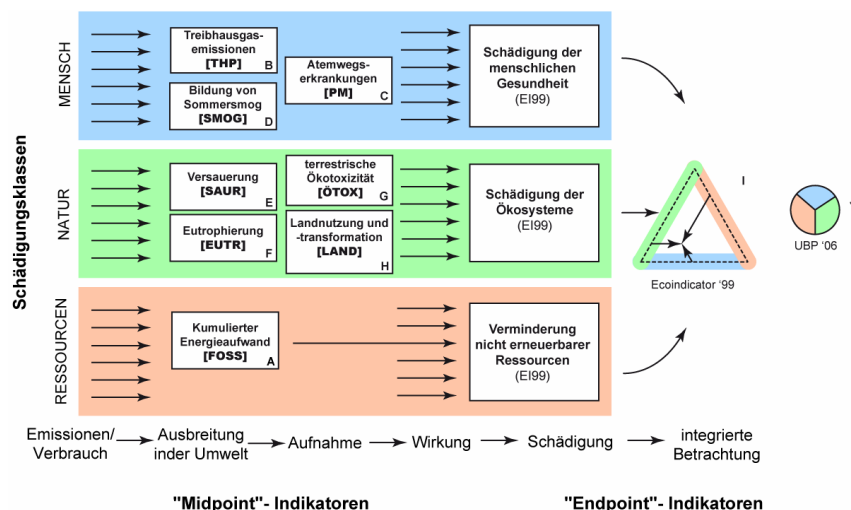 Schädigungsklassen
MENSCH
Treibhausgas-
emissionen
[THP]
B
Bildung von
Sommersmog
[SMOG]
D
Atemwegs-
erkrankungen
[PM]
C
Schädigung der
menschlichen
Gesundheit
(EI99)
NATUR
Versauerung
[SAUR]
E
Eutrophierung
[EUTR]
F
terrestrische
Ökotoxizität
[ÖTOX]
G
Landnutzung und
-transformation
[LAND]
H
Schädigung der
Ökosysteme
(EI99)
I
Ecoindicator '99
UBP '06
RESSOURCEN
Kumulierter
Energieaufwand
[FOSS]
A
Verminderung
nicht erneuerbarer
Ressourcen
(EI99)
Emissionen/
Verbrauch
Ausbreitung
inder Umwelt
Aufnahme
Wirkung
Schädigung
integrierte
Betrachtung
"Midpoint"- Indikatoren
"Endpoint"- Indikatoren